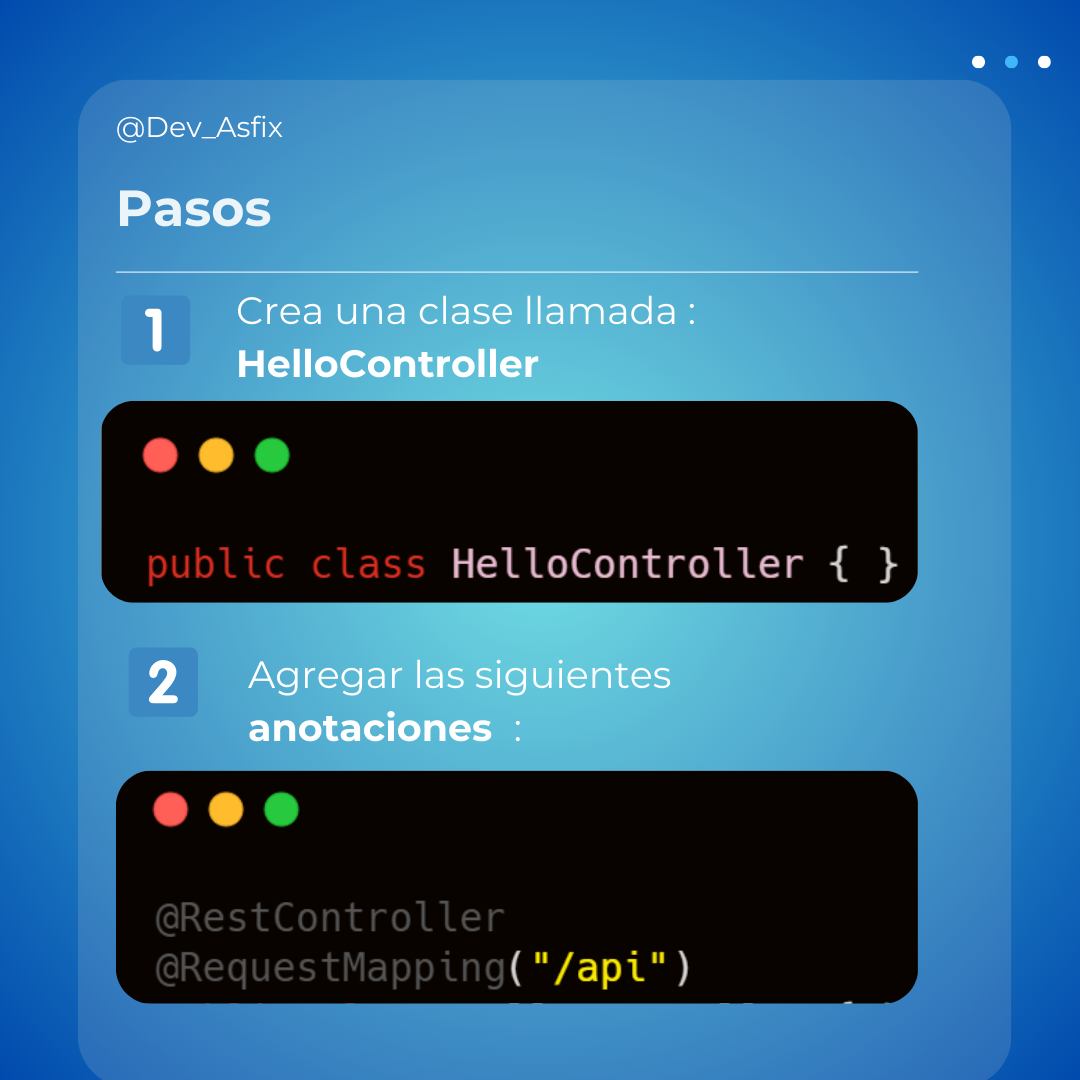 @Dev_Asfix
Pasos
1
Crea una clase llamada :
HelloController
public class HelloController { }
2
Agregar las siguientes
anotaciones :
@RestController
@RequestMapping("/api")